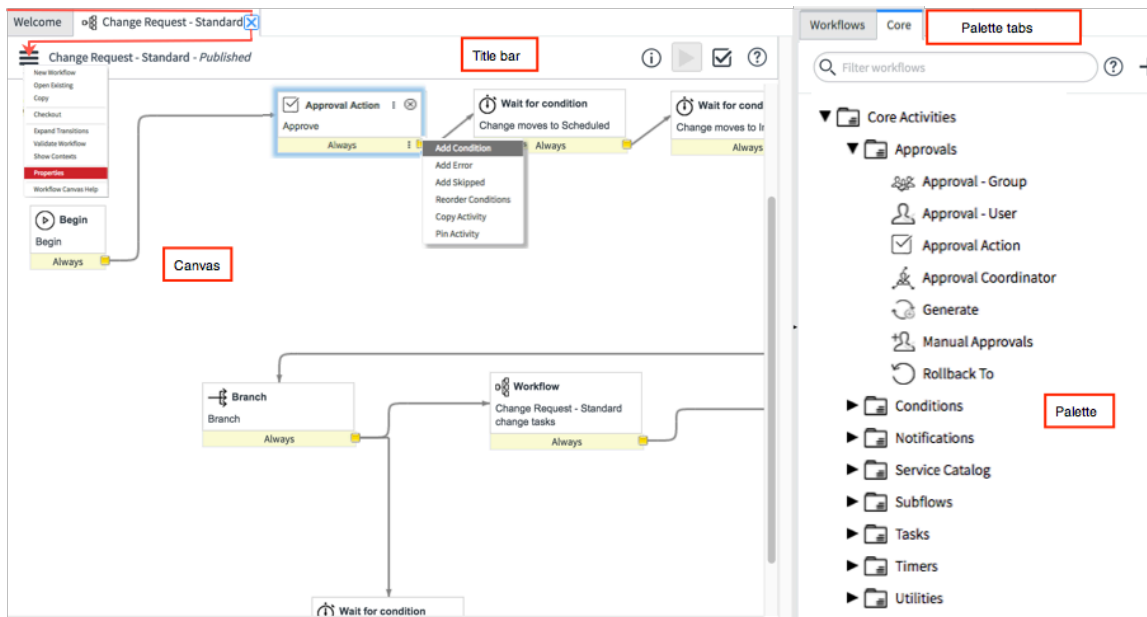 Welcome
Change Request - Standard
Change Request - Standard - Published
Title bar
New Workflow
Open Existing
Copy
Checkout
Expand Transitions
Validate Workflow
Show Contexts
Properties
Workflow Canvas Help
Begin
Begin
Always
Approval Action
Approve
Always
Wait for condition
Change moves to Scheduled
Always
Wait for cond
Change moves to
Always
Add Condition
Add Error
Add Skipped
Reorder Conditions
Copy Activity
Pin Activity
Canvas
Branch
Branch
Always
Workflow
Change Request - Standard
change tasks
Always
Wait for condition
Workflows
Core
Palette tabs
Filter workflows
Core Activities
Approvals
Approval - Group
Approval - User
Approval Action
Approval Coordinator
Generate
Manual Approvals
Rollback To
Conditions
Palette
Notifications
Service Catalog
Subflows
Tasks
Timers
Utilities